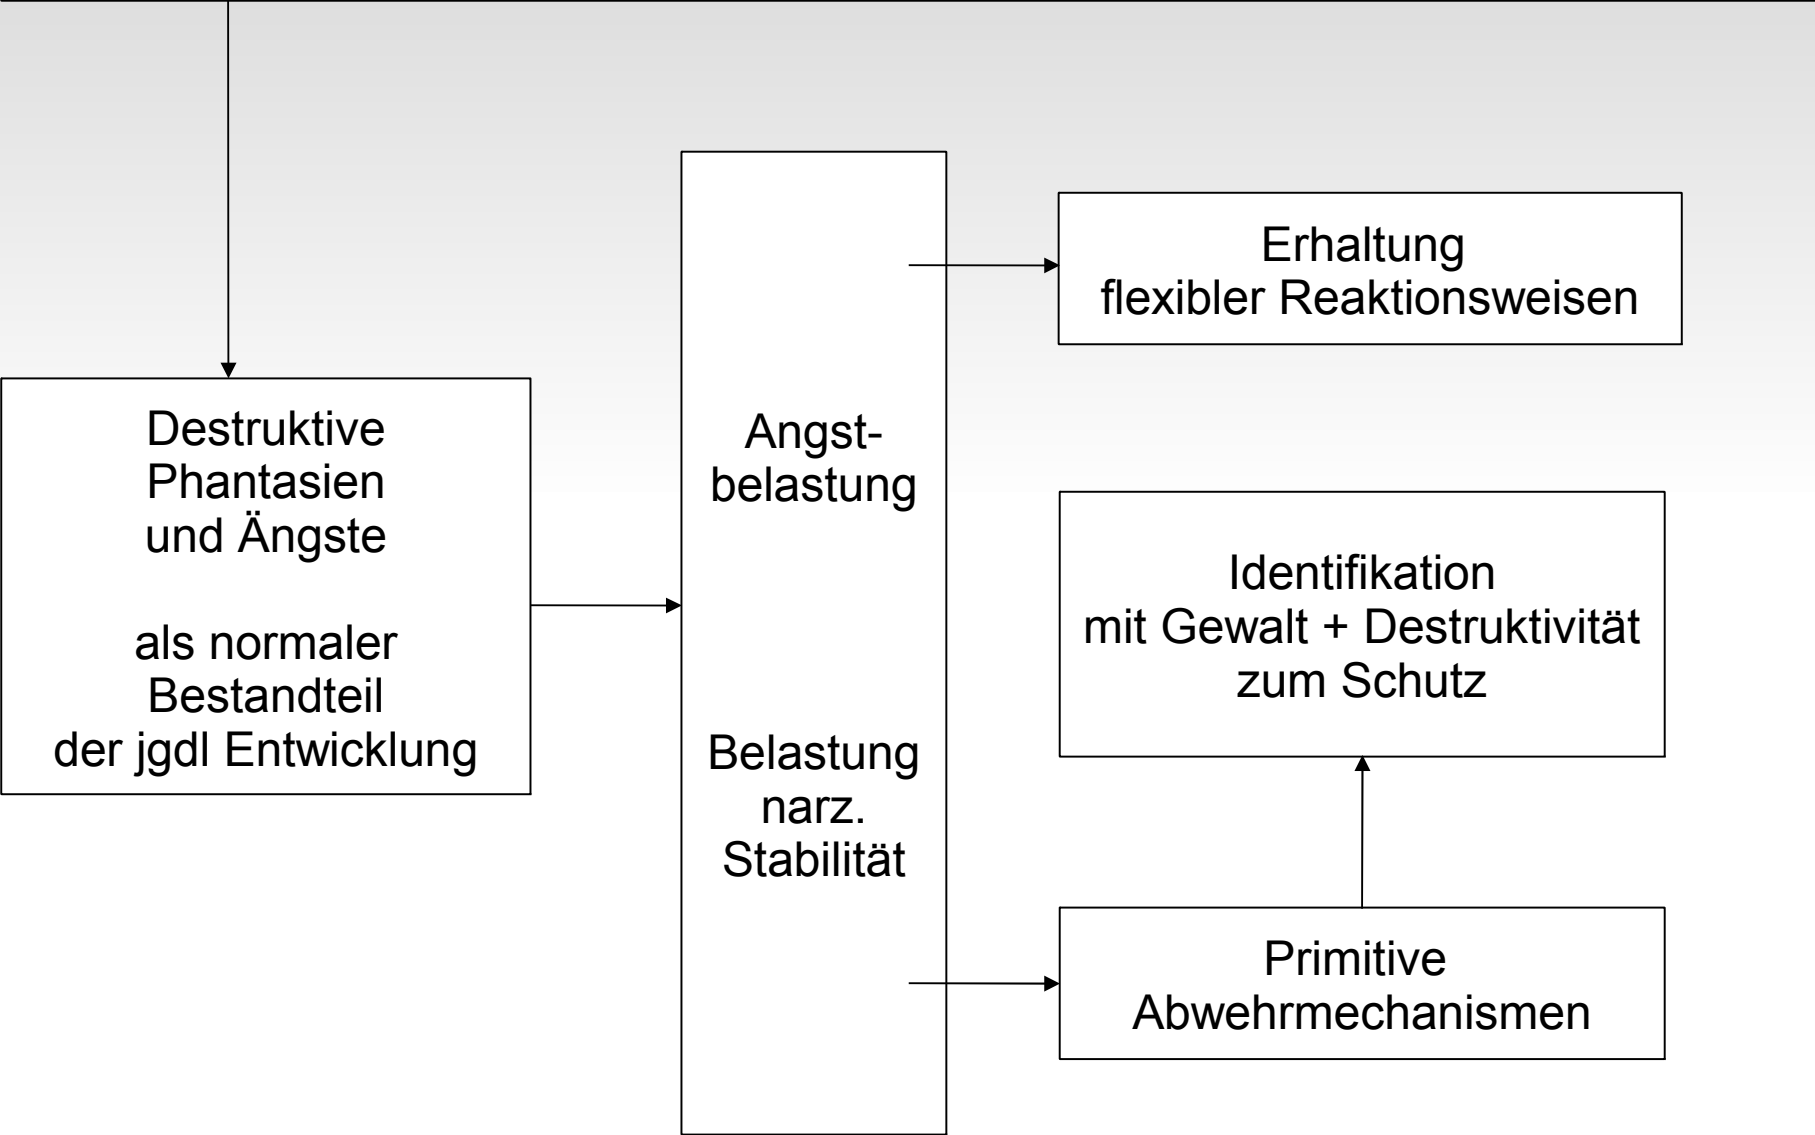 Destruktive
Phantasien
und Ängste
als normaler
Bestandteil
der jgdl Entwicklung
Angst-
belastung
Belastung
narz.
Stabilität
Erhaltung
flexibler Reaktionsweisen
Identifikation
mit Gewalt + Destruktivität
zum Schutz
Primitive
Abwehrmechanismen